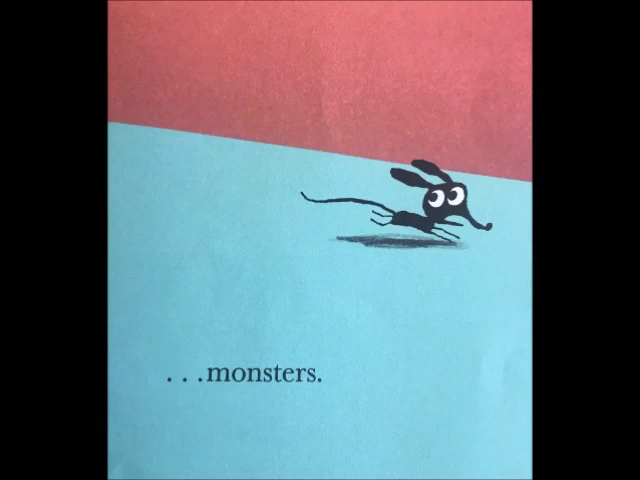 . . .monsters.